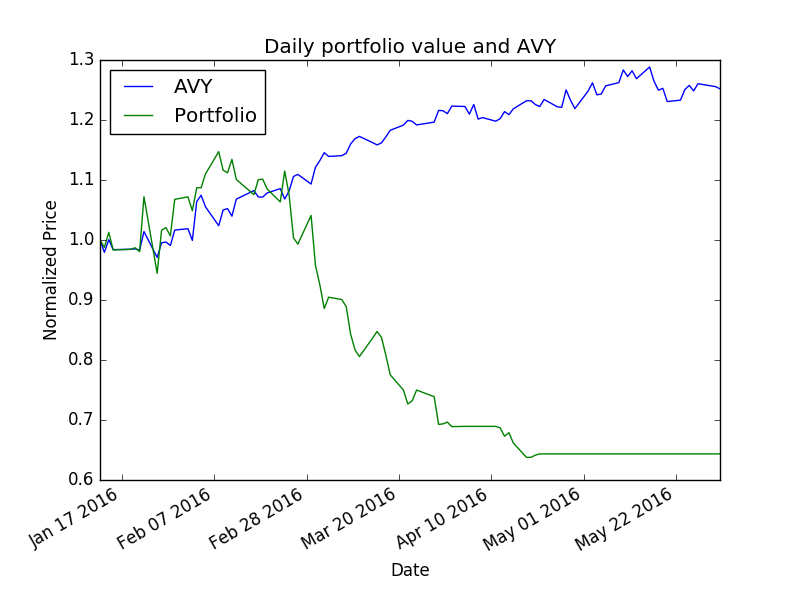 Daily portfolio value and AVY
1.3
1.2
1.1
1.0
0.9
0.8
0.7
0.6
Normalized Price
AVY
Portfolio
Jan 17 2016
Feb 07 2016
Feb 28 2016
Mar 20 2016
Apr 10 2016
May 01 2016
May 22 2016
Date